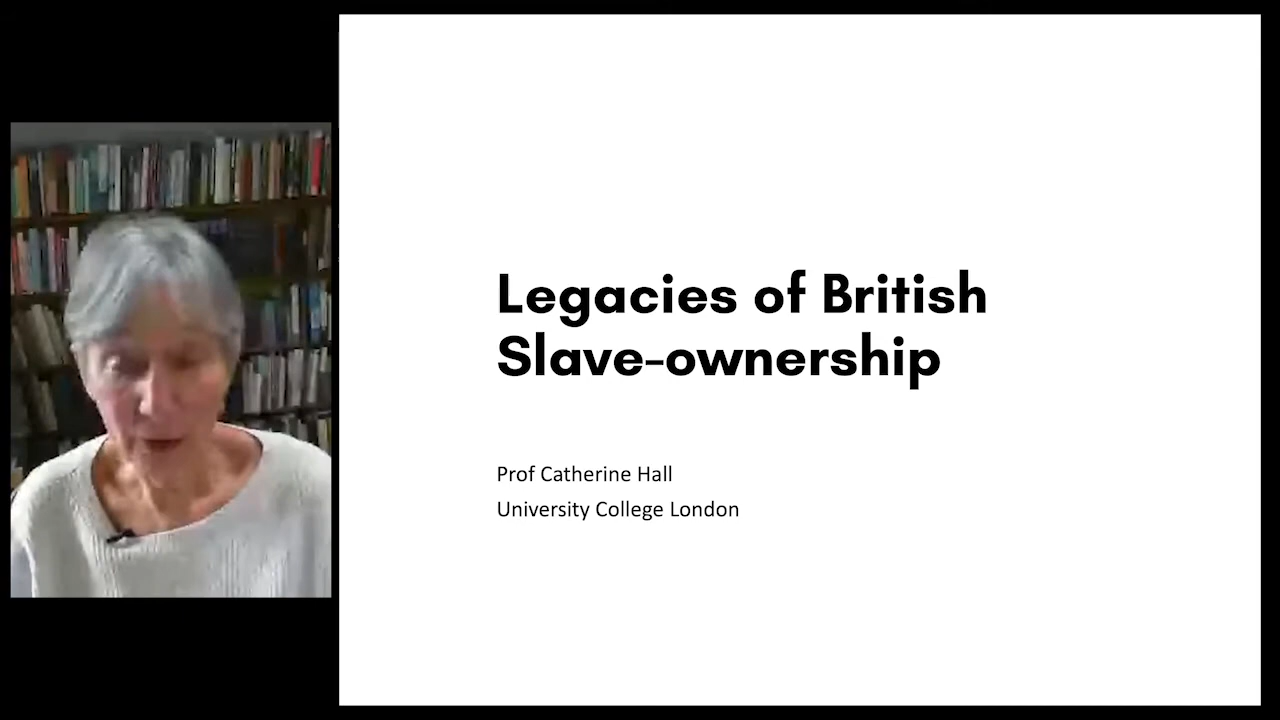 Legacies of British
Slave-ownership
Prof Catherine Hall
University College London